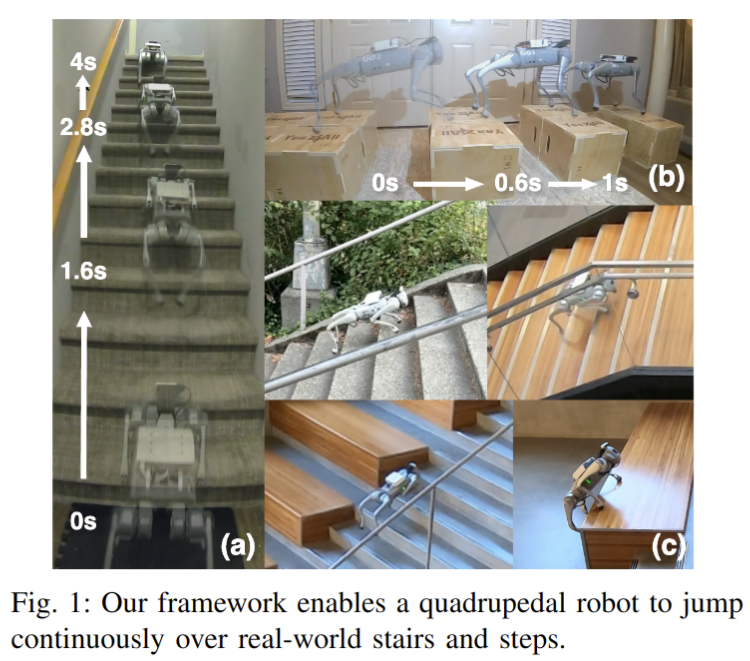 4s
2.8s
1.6s
0s
(a)
0s
0.6s
1s
(b)
(c)
Fig. 1: Our framework enables a quadrupedal robot to jump
continuously over real-world stairs and steps.